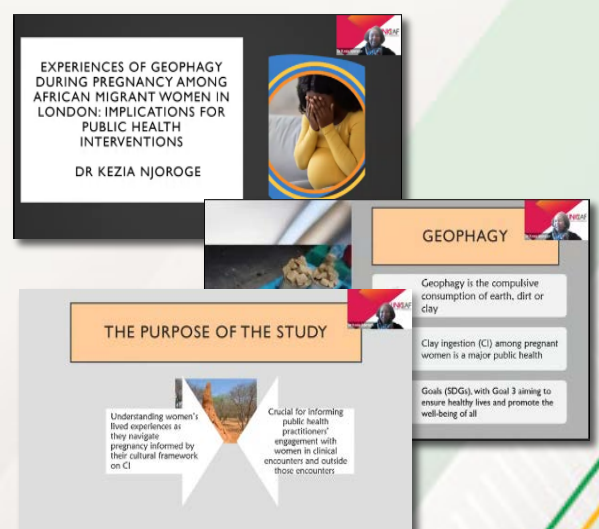 EXPERIENCES OF GEOPHAGY
DURING PREGNANCY AMONG
AFRICAN MIGRANT WOMEN IN
LONDON: IMPLICATIONS FOR
PUBLIC HEALTH
INTERVENTIONS
DR KEZIA NJOROGE
GEOPHAGY
Geophagy is the compulsive
consumption of earth, dirt or
clay
Clay ingestion (CI) among pregnant
women is a major public health
Goals (SDGs), with Goal 3 aiming to
ensure healthy lives and promote the
well-being of all
THE PURPOSE OF THE STUDY
Understanding women's
lived experiences as
they navigate
pregnancy informed by
their cultural framework
on CI
Crucial for informing
public health
practitioners'
engagement with
women in clinical
encounters and outside
those encounters